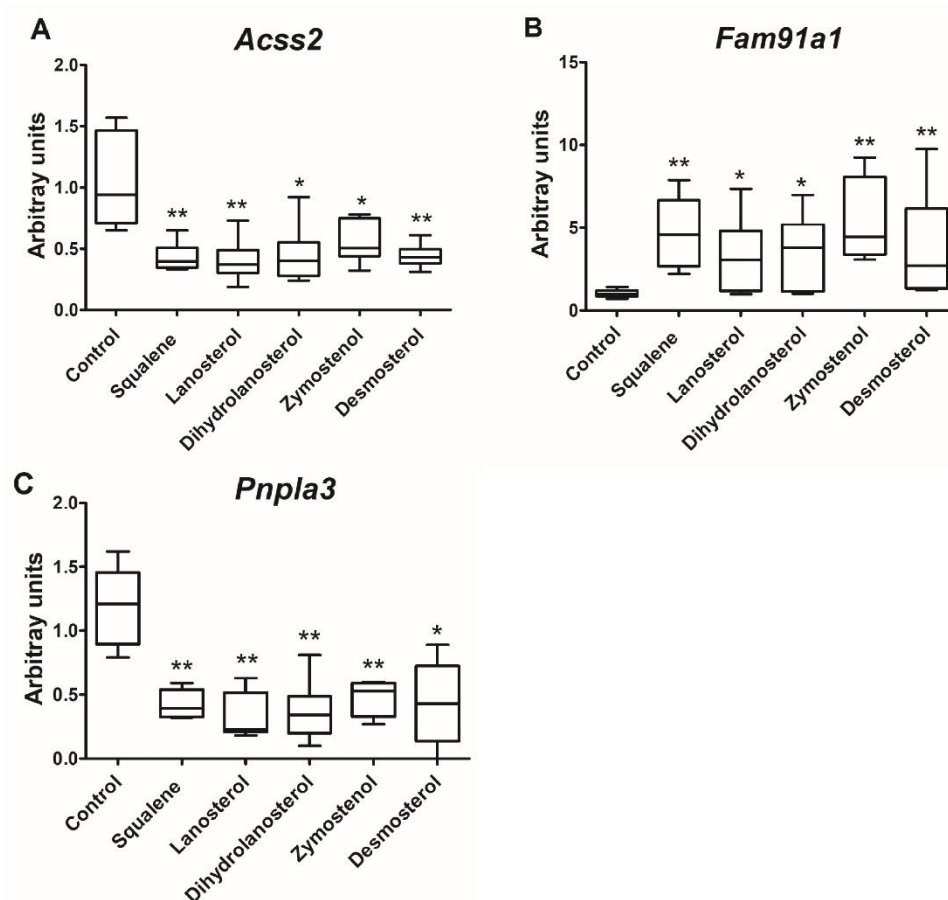 A
Acss2
Arbitray units
2.0
1.5
1.0
0.5
0.0
**
**
*
*
**
Control
Squalene
Lanosterol
Dihydrolanosterol
Zymostenol
Desmosterol
B
Fam91a1
Arbitray units
15
10
5
0
**
*
*
**
**
Control
Squalene
Lanosterol
Dihydrolanosterol
Zymostenol
Desmosterol
C
Pnpla3
Arbitray units
2.0
1.5
1.0
0.5
0.0
**
**
**
**
*
Control
Squalene
Lanosterol
Dihydrolanosterol
Zymostenol
Desmosterol